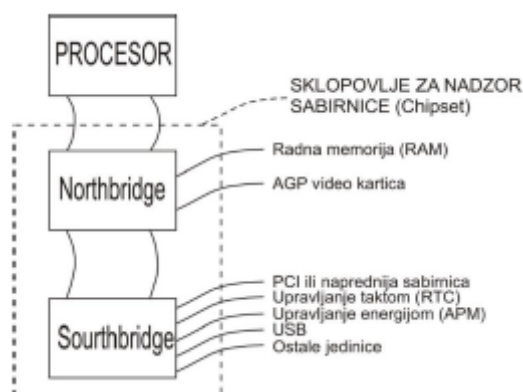 PROCESOR
SKLOPOVLJE ZA NADZOR
SABIRNICE (Chipset)
Northbridge
Radna memorija (RAM)
AGP video kartica
Sourthbridge
PCI ili naprednija sabirnica
Upravljanje taktom (RTC)
Upravljanje energijom (APM)
USB
Ostale jedinice